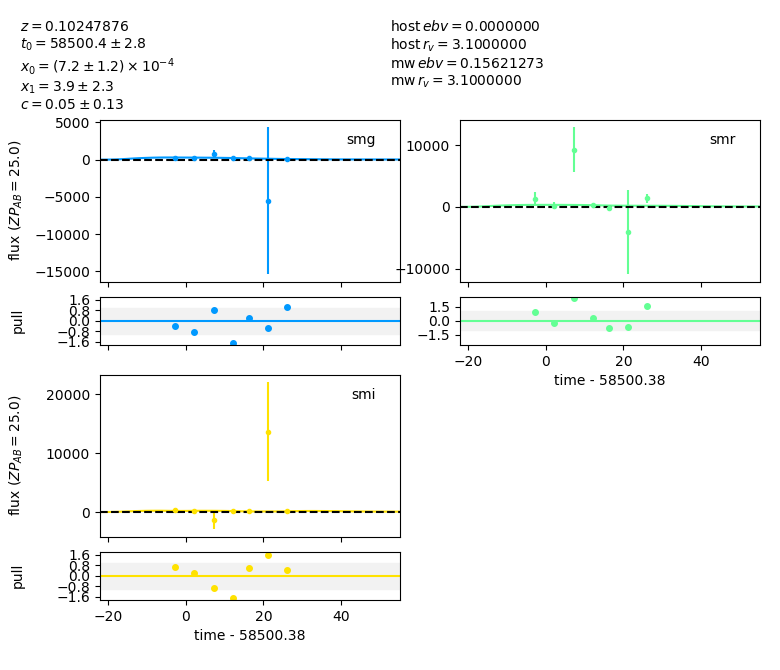 z = 0.10247876
t₀ = 58500.4 ± 2.8
x₀ = (7.2 ± 1.2) × 10⁻⁴
x₁ = 3.9 ± 2.3
c = 0.05 ± 0.13
host ebv = 0.0000000
host r_v = 3.1000000
mw ebv = 0.15621273
mw r_v = 3.1000000
smg
5000
0
−5000
−10000
−15000
flux (ZP_AB = 25.0)
smr
10000
0
−10000
1.6
0.8
0.0
−0.8
−1.6
pull
1.5
0.0
−1.5
−20 0 20 40
time - 58500.38
smi
20000
10000
0
flux (ZP_AB = 25.0)
1.6
0.8
0.0
−0.8
−1.6
pull
−20 0 20 40
time - 58500.38